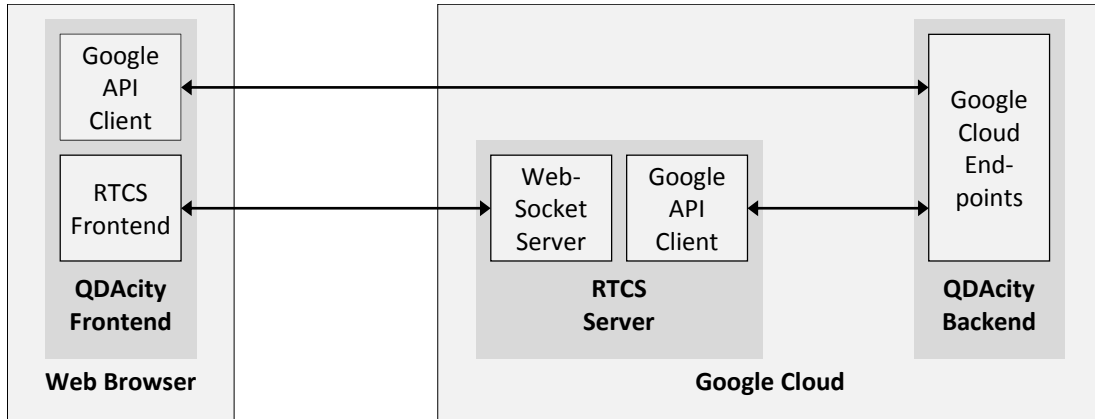 Google
API
Client
RTCS
Frontend
QDAcity
Frontend
Web Browser
Web-
Socket
Server
Google
API
Client
RTCS
Server
Google
Cloud
End-
points
QDAcity
Backend
Google Cloud